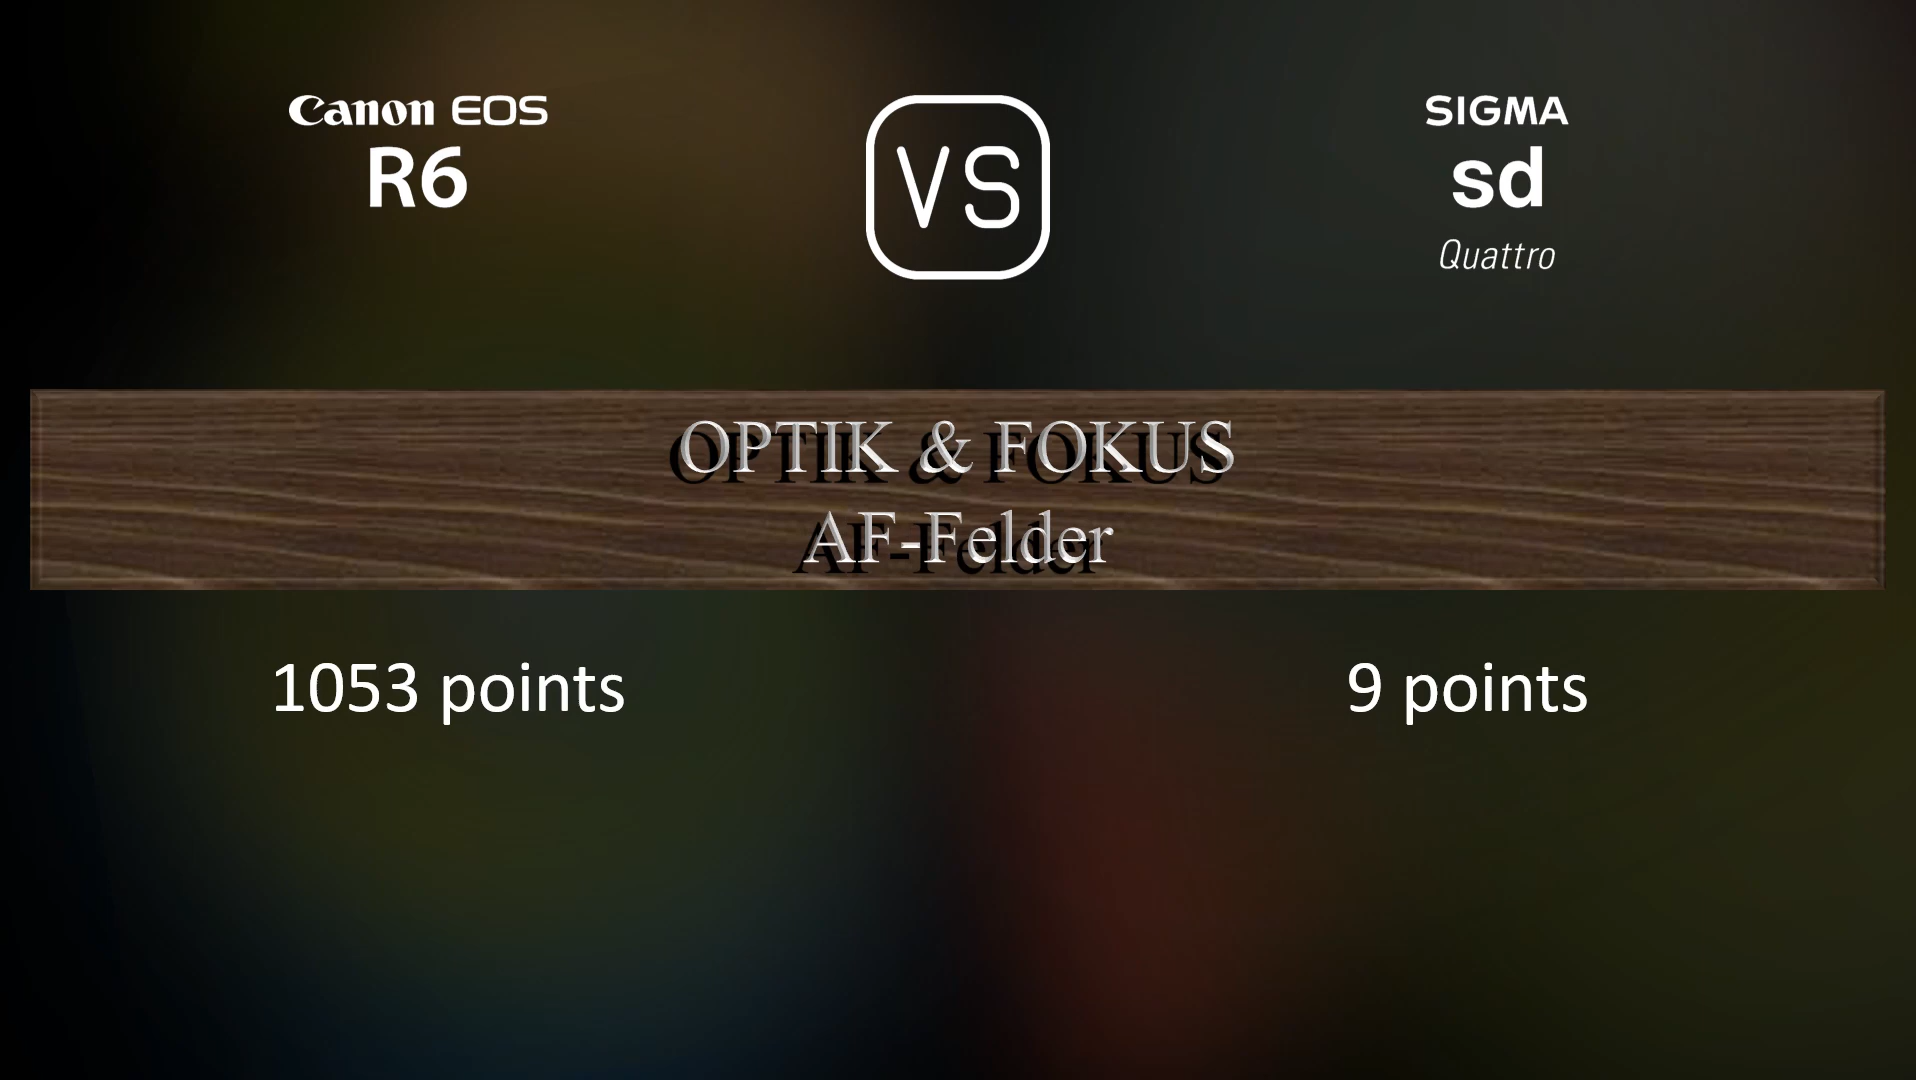 Canon EOS
R6
VS
SIGMA
sd
Quattro
OPTIK & FOKUS
AF-Felder
1053 points
9 points